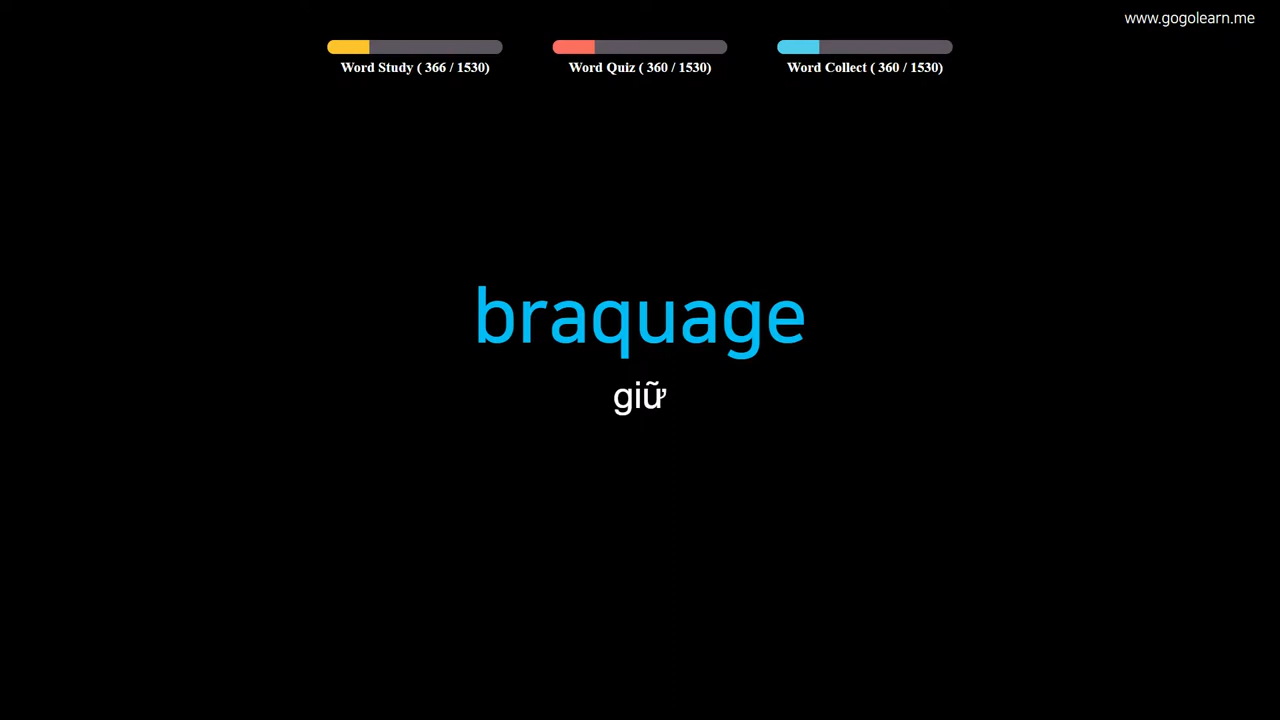 www.gogolearn.me
Word Study ( 366 / 1530)
Word Quiz ( 360 / 1530)
Word Collect ( 360 / 1530)
braquage
giữ